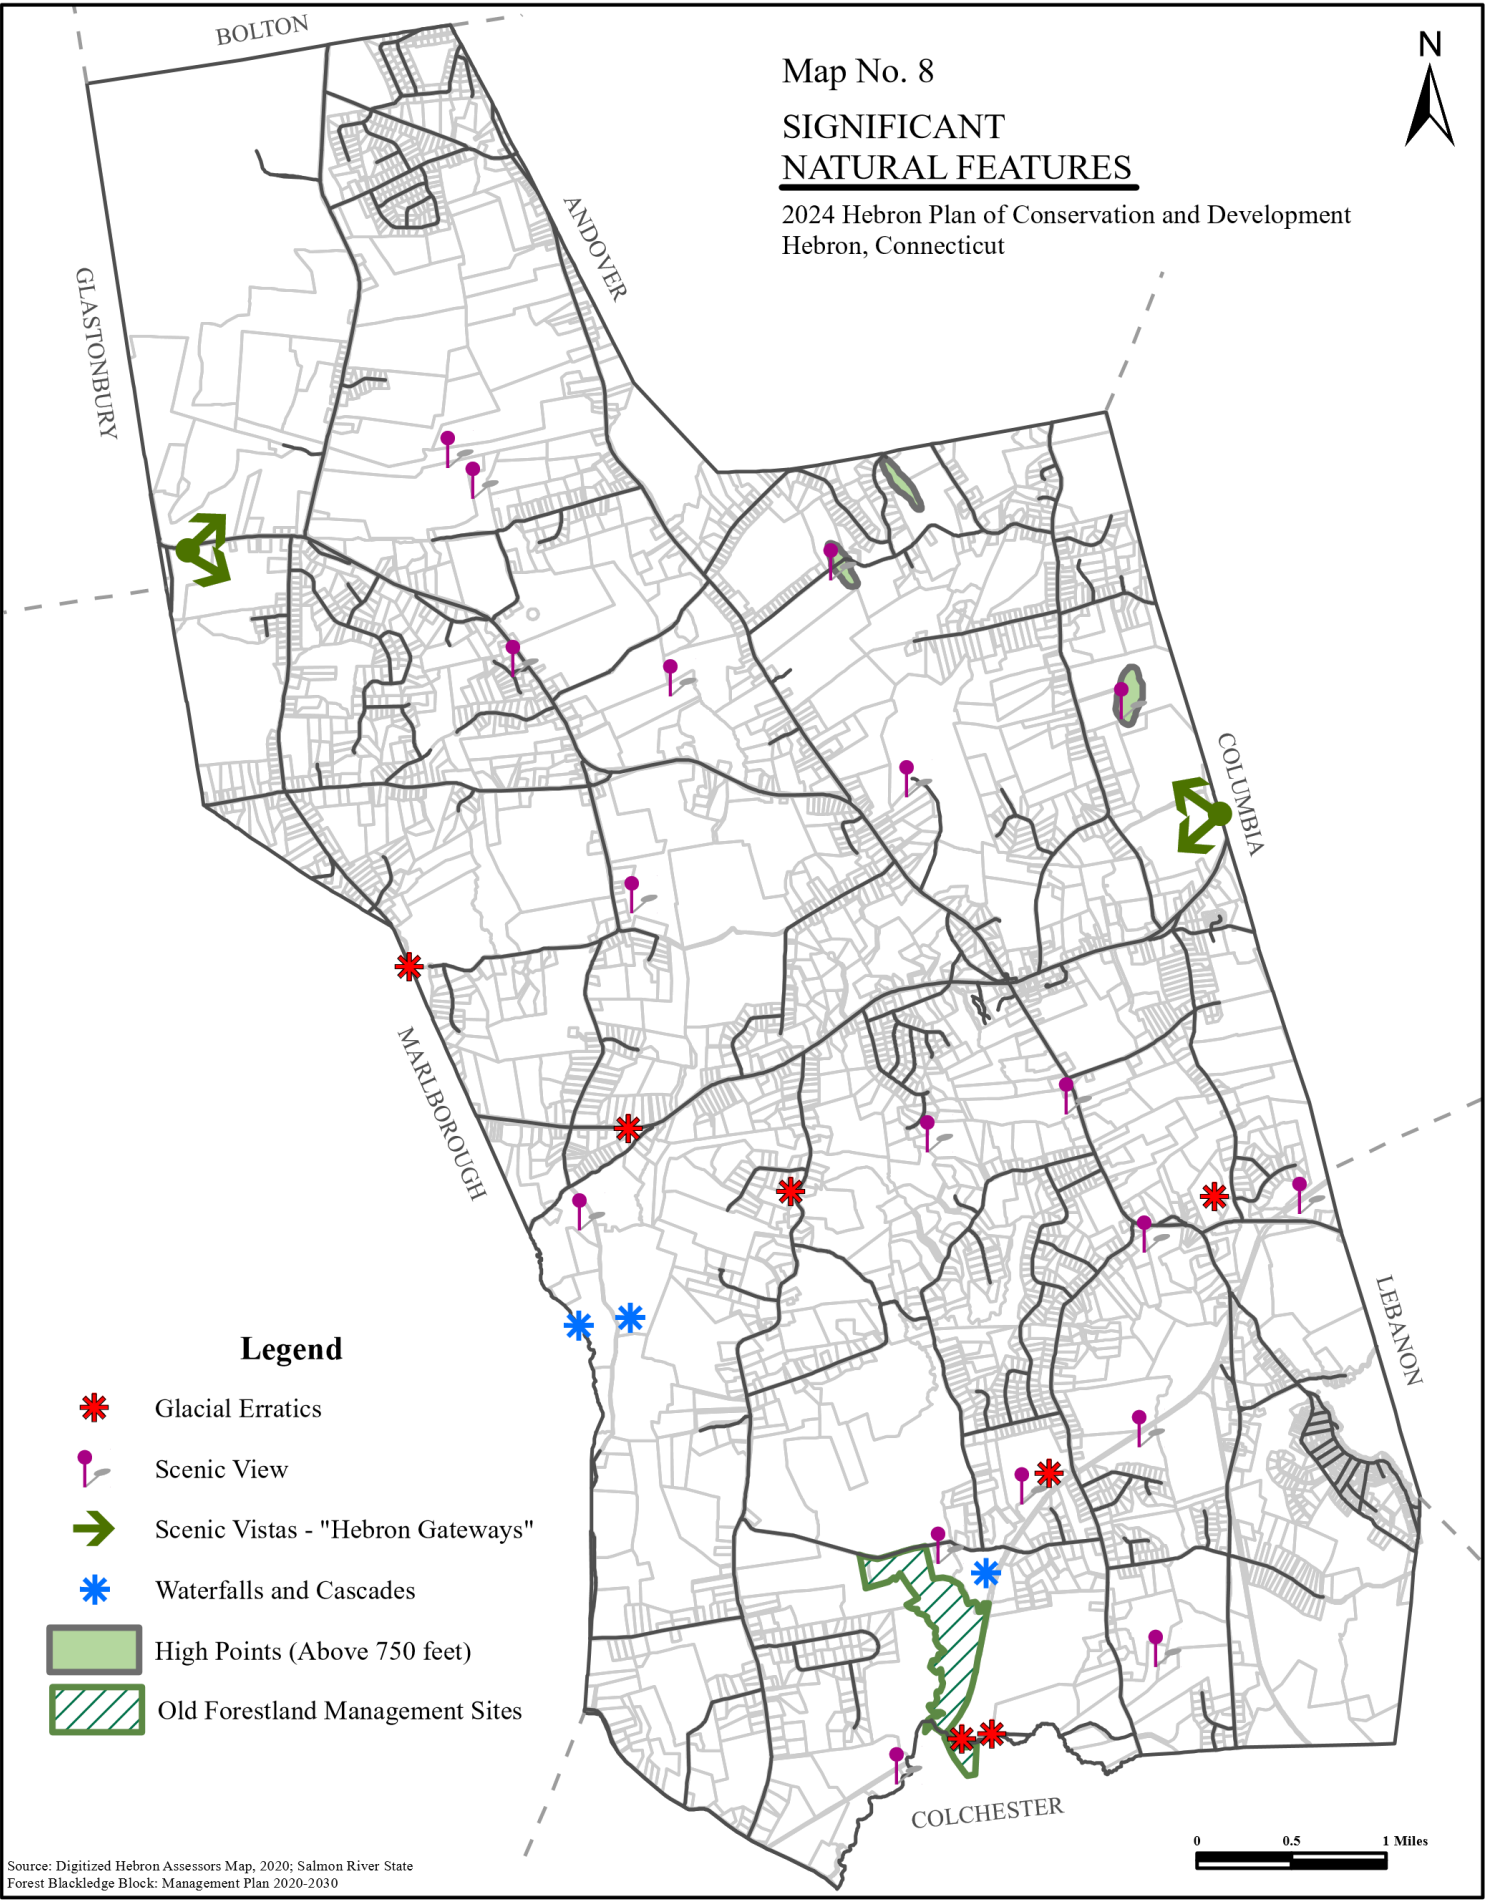 BOLTON
N
Map No. 8
SIGNIFICANT
NATURAL FEATURES
2024 Hebron Plan of Conservation and Development
Hebron, Connecticut
ANDOVER
GLASTONBURY
COLUMBIA
MARLBOROUGH
LEBANON
Legend
Glacial Erratics
Scenic View
Scenic Vistas - "Hebron Gateways"
Waterfalls and Cascades
High Points (Above 750 feet)
Old Forestland Management Sites
COLCHESTER
0 0.5 1 Miles
Source: Digitized Hebron Assessors Map, 2020; Salmon River State
Forest Blackledge Block: Management Plan 2020-2030